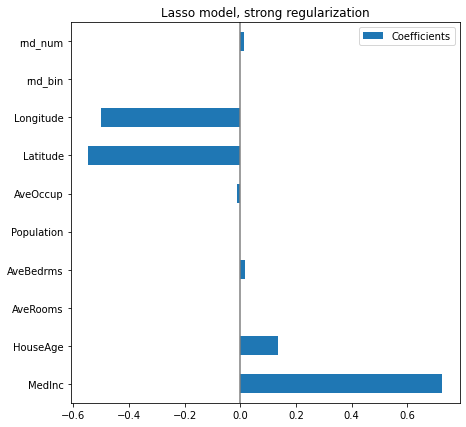 Lasso model, strong regularization
Coefficients
rnd_num
rnd_bin
Longitude
Latitude
AveOccup
Population
AveBedrms
AveRooms
HouseAge
MedInc
−0.6 −0.4 −0.2 0.0 0.2 0.4 0.6